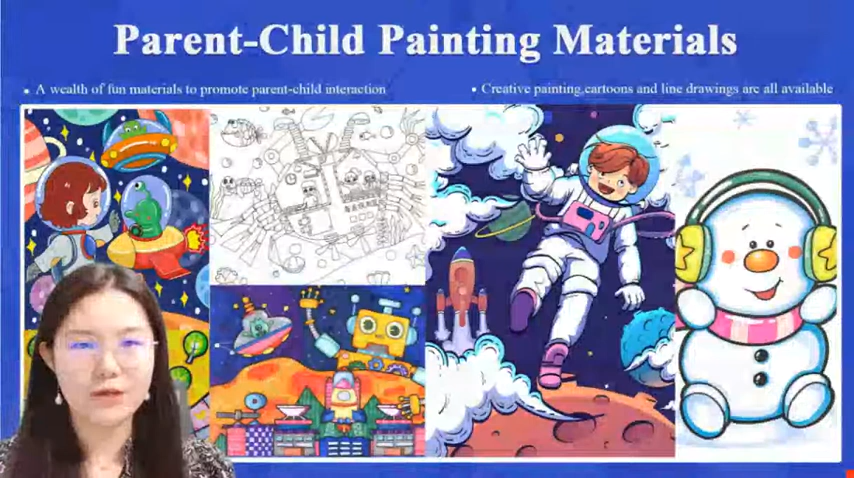 Parent-Child Painting Materials
• A wealth of fun materials to promote parent-child interaction
• Creative painting,cartoons and line drawings are all available